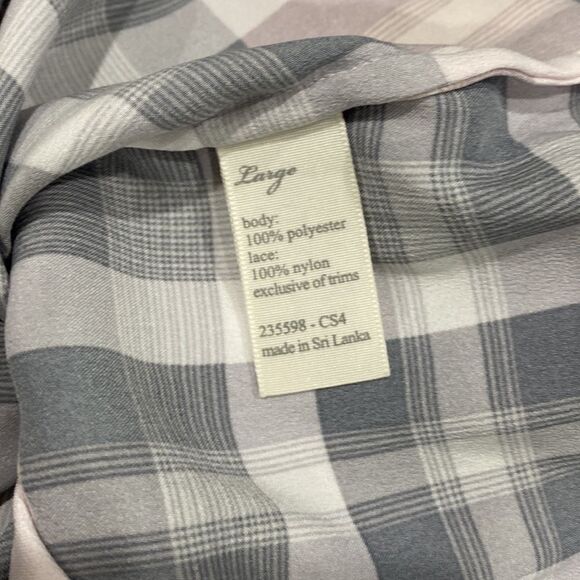 Large
body:
100% polyester
lace:
100% nylon
exclusive of trims
235598 - CS4
made in Sri Lanka